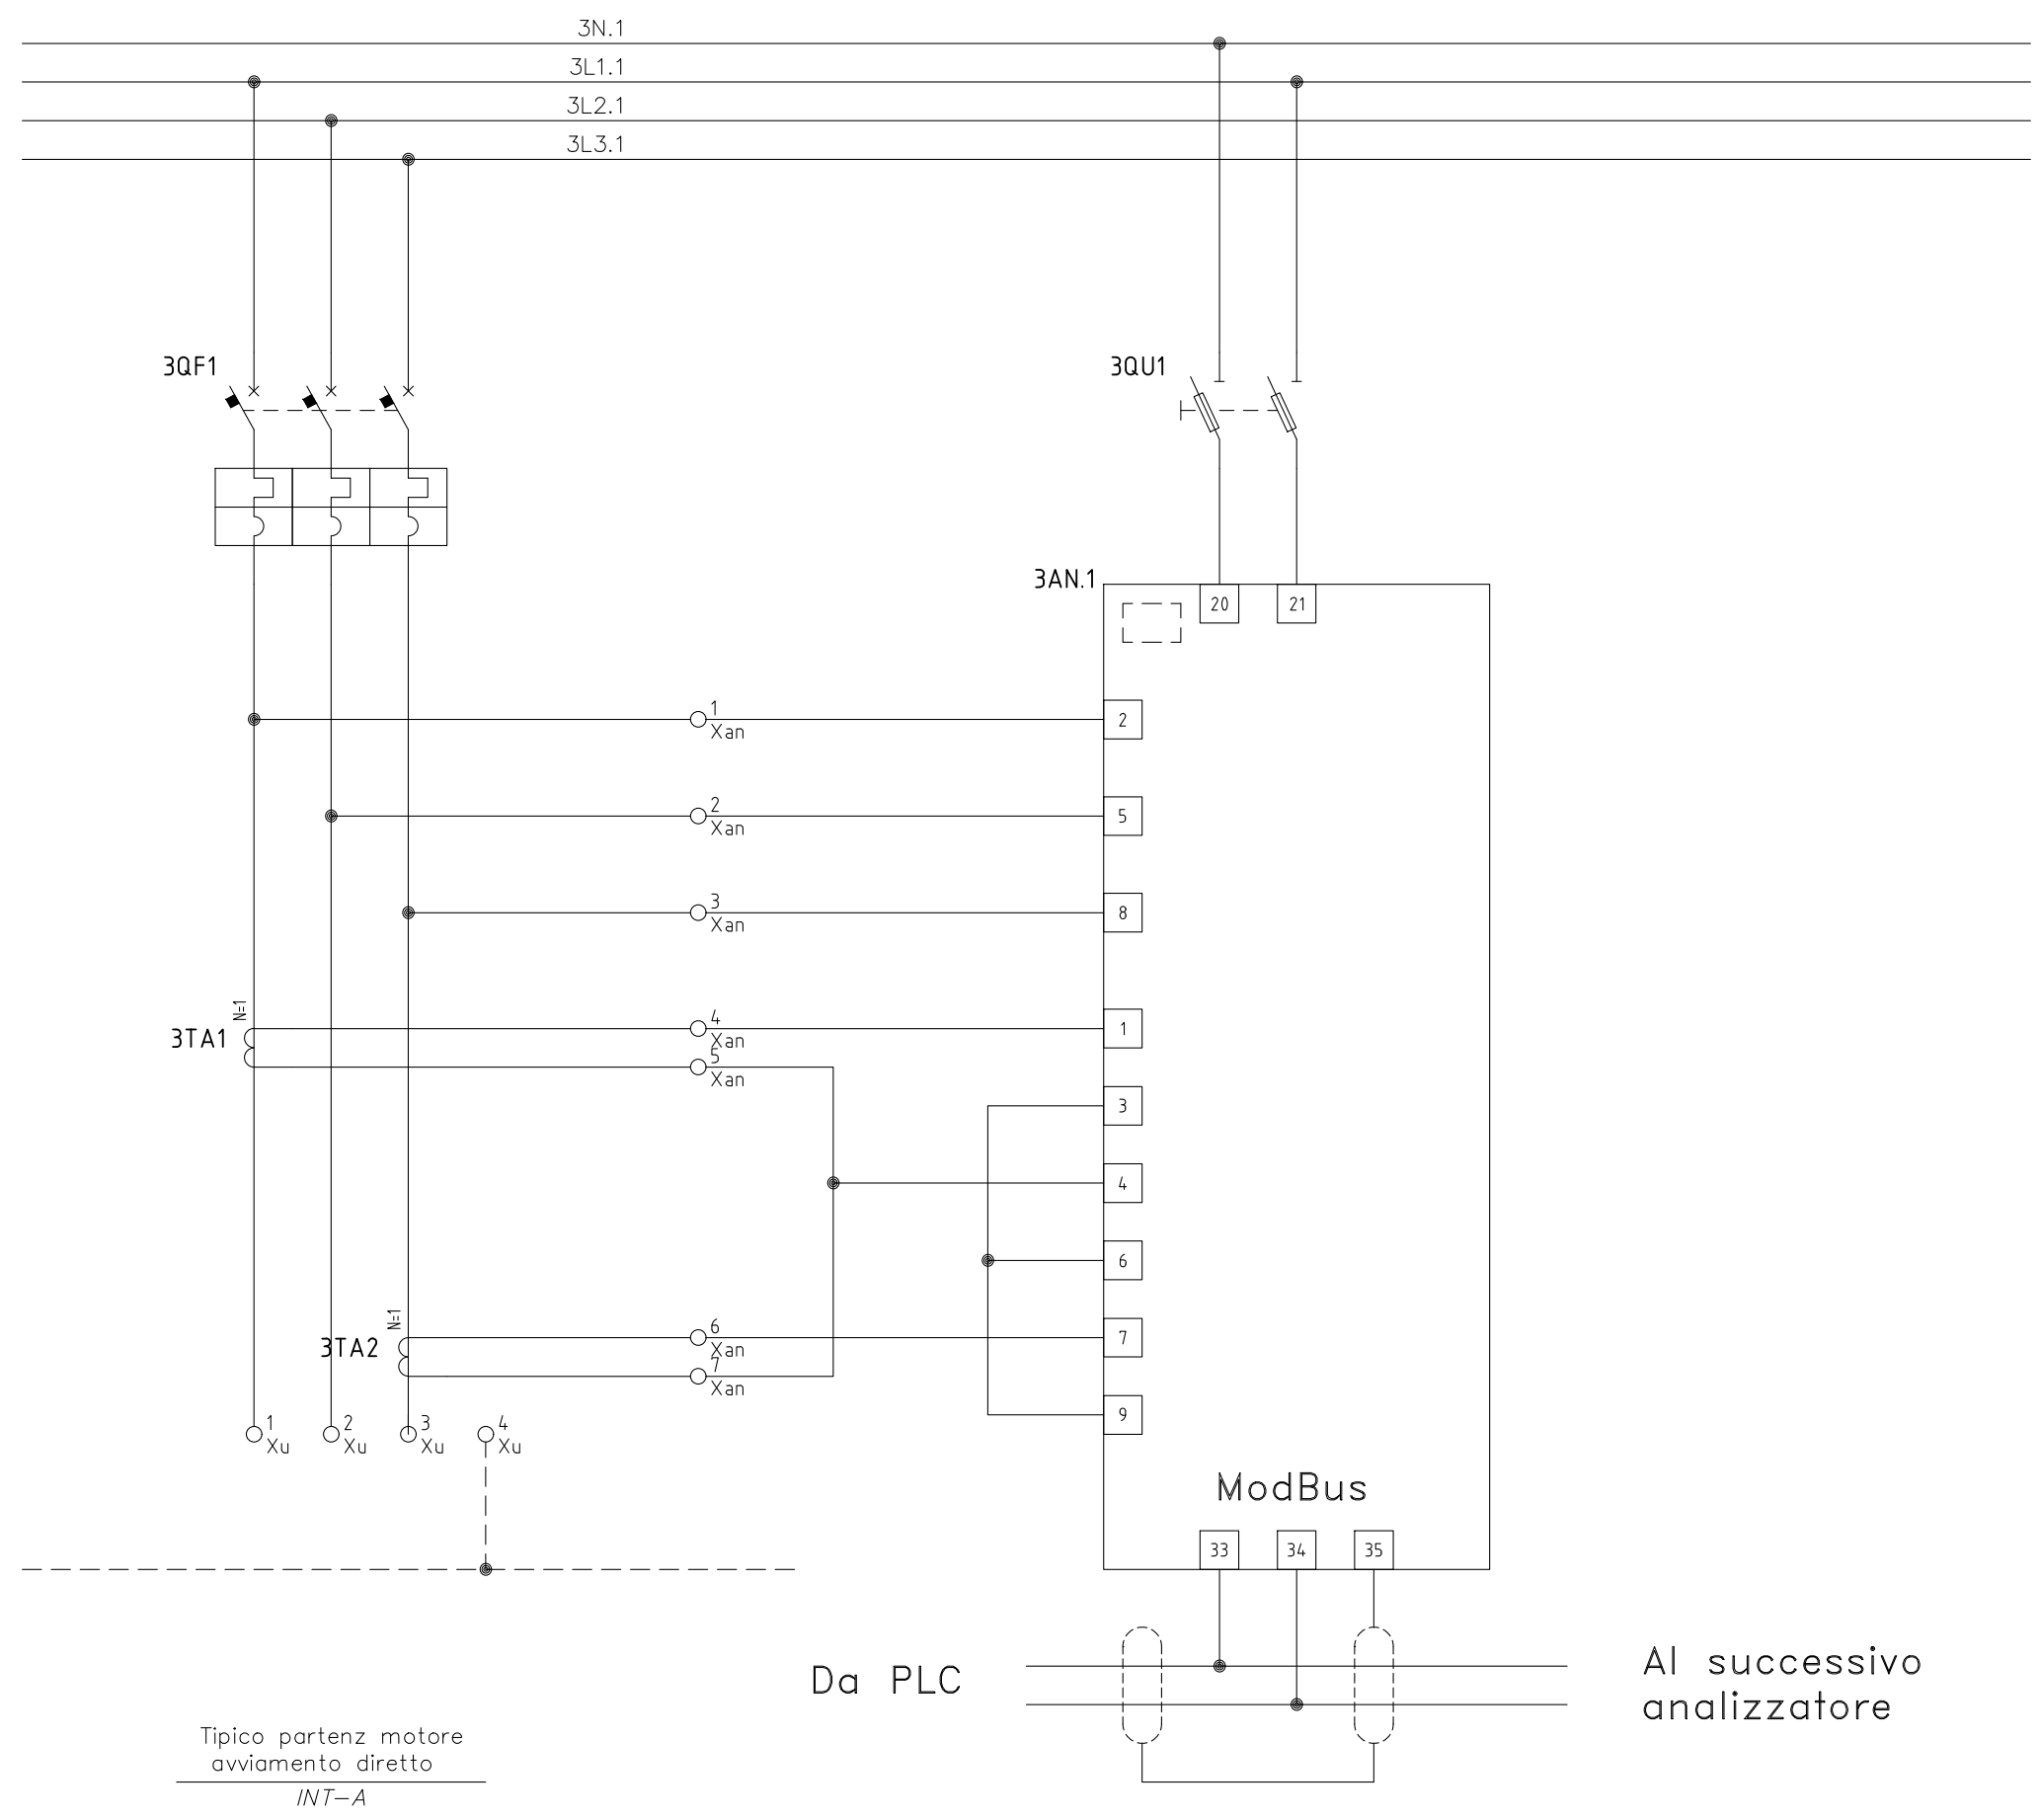 3N.1
3L1.1
3L2.1
3L3.1
3QF1
3QU1
3AN.1
20
21
1
Xan
2
2
Xan
5
3
Xan
8
N=1
3TA1
4
Xan
1
5
Xan
3
4
6
N=1
3TA2
6
Xan
7
7
Xan
9
1
Xu
2
Xu
3
Xu
4
Xu
ModBus
33
34
35
Da PLC
Al successivo
analizzatore
Tipico partenz motore
avviamento diretto
INT-A